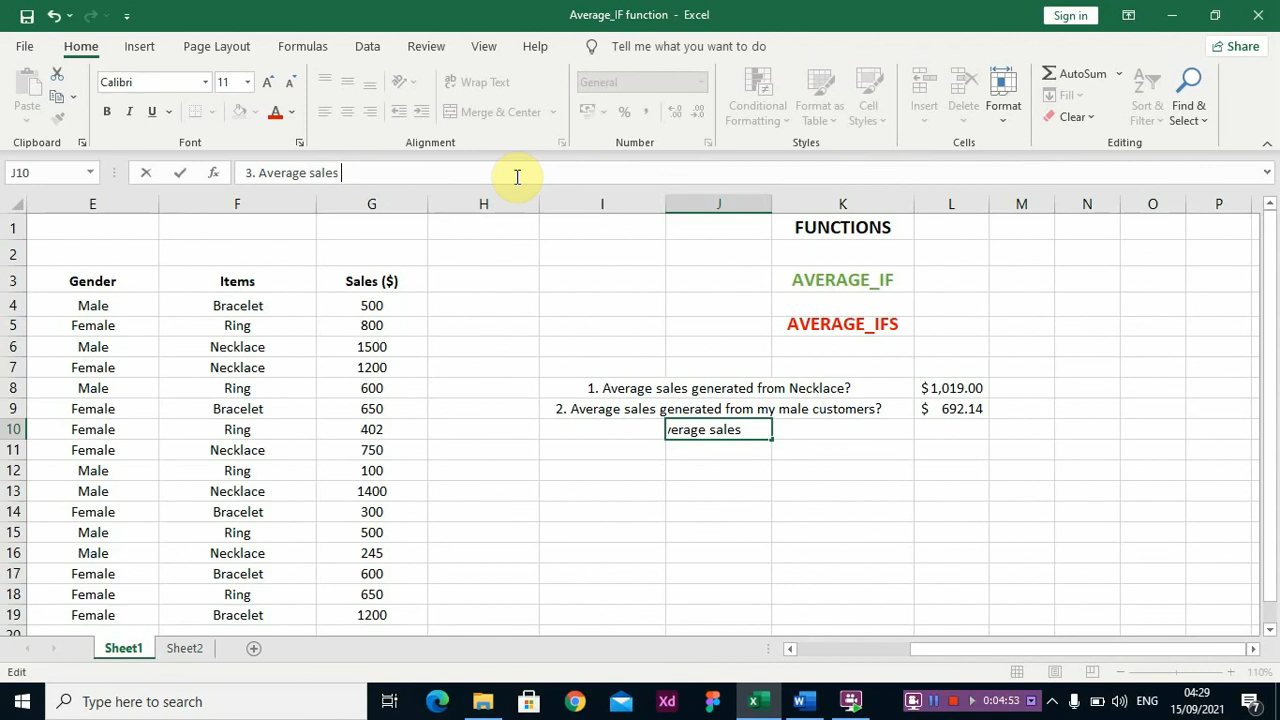 Average_IF function - Excel
Sign in
File Home Insert Page Layout Formulas Data Review View Help Tell me what you want to do Share
Paste Calibri 11 Wrap Text General Conditional Formatting Format as Table Cell Styles Insert Delete Format AutoSum Fill Clear Sort & Filter Find & Select
B I U A Merge & Center %
Clipboard Font Alignment Number Styles Cells Editing
J10 fx 3. Average sales
E F G H I J K L M N O P
1 FUNCTIONS
2
3 Gender Items Sales ($) AVERAGE_IF
4 Male Bracelet 500
5 Female Ring 800 AVERAGE_IFS
6 Male Necklace 1500
7 Female Necklace 1200
8 Male Ring 600 1. Average sales generated from Necklace? $1,019.00
9 Female Bracelet 650 2. Average sales generated from my male customers? $ 692.14
10 Female Ring 402 verage sales
11 Female Necklace 750
12 Male Ring 100
13 Male Necklace 1400
14 Female Bracelet 300
15 Male Ring 500
16 Male Necklace 245
17 Female Bracelet 600
18 Female Ring 650
19 Female Bracelet 1200
Sheet1 Sheet2
Edit 110%
Type here to search Xd 0:04:53 ENG 04:29
15/09/2021 7